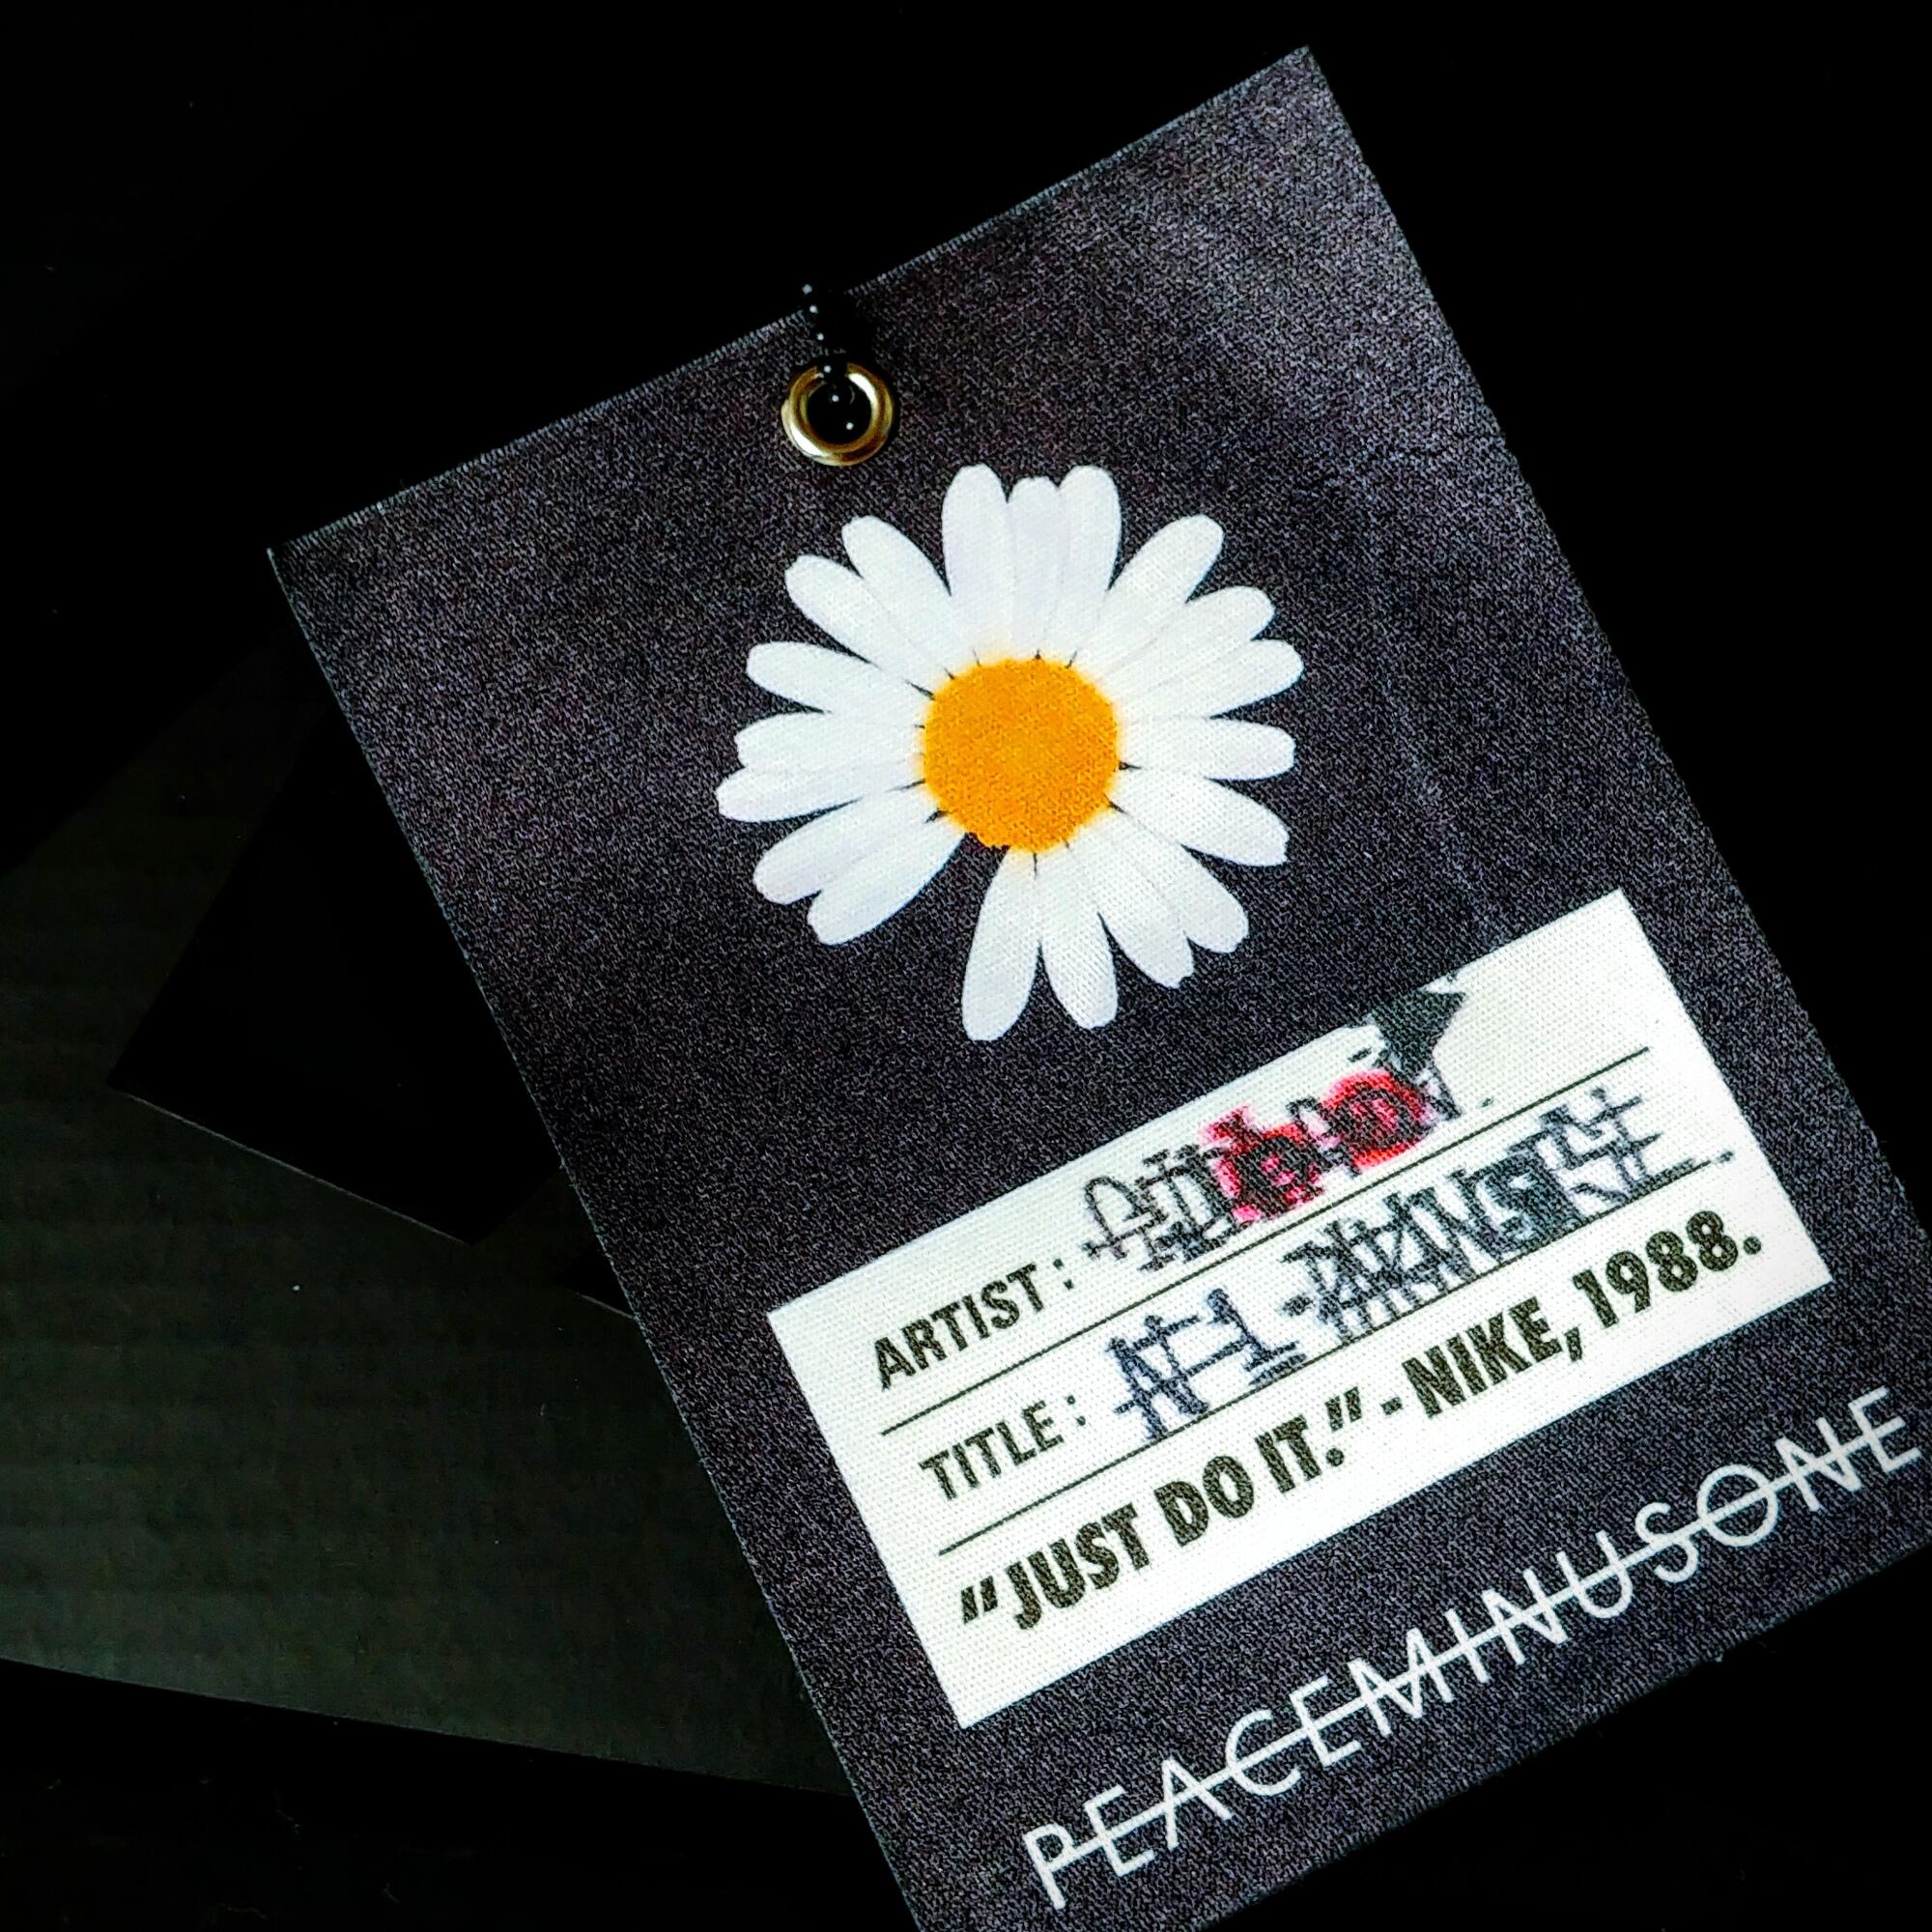 ARTIST :
TITLE :
“JUST DO IT.” - NIKE, 1988.
PEACEMINUSONE